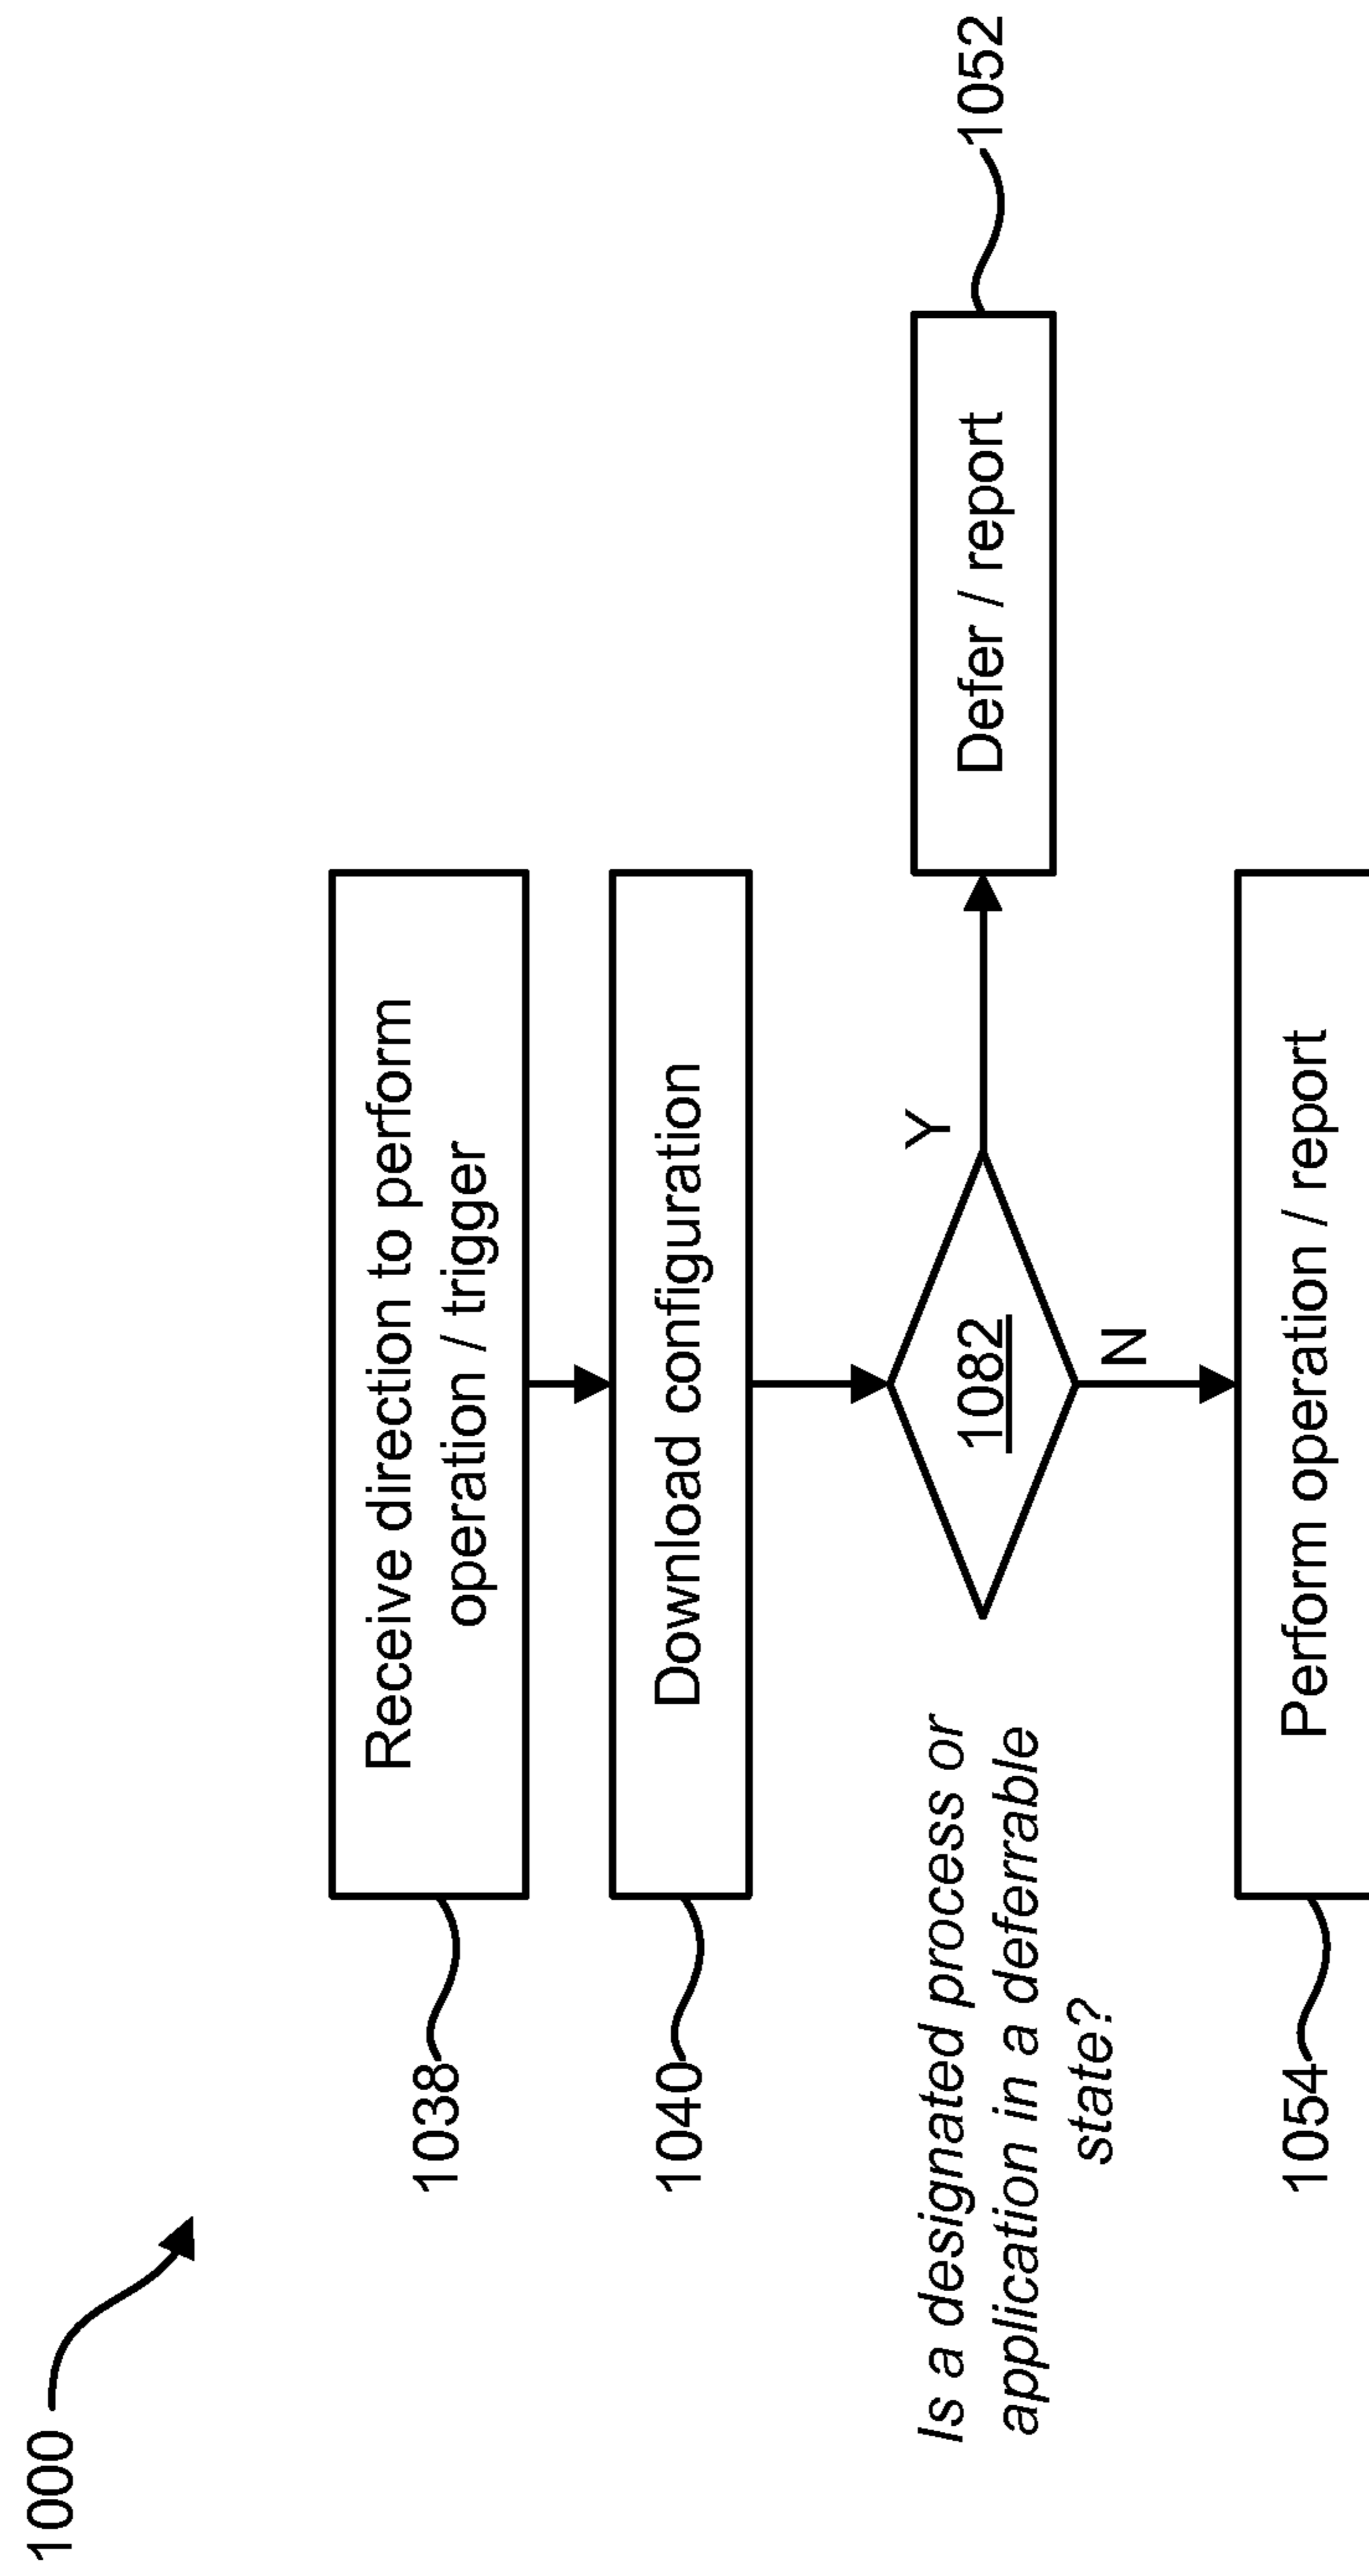 1000
Receive direction to perform
operation / trigger
1038
Download configuration
1040
Is a designated process or
application in a deferrable
state?
1082
Y
Defer / report
1052
N
Perform operation / report
1054